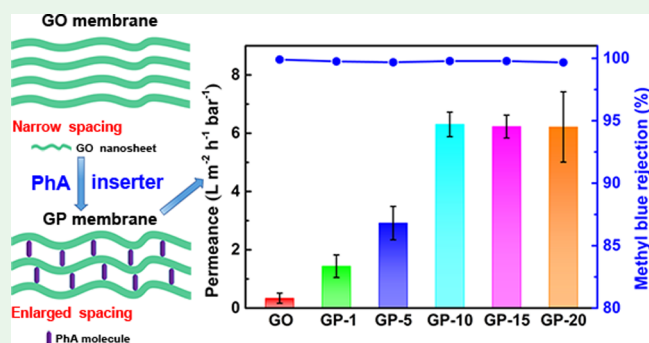 GO membrane
Narrow spacing
GO nanosheet
PhA inserter
GP membrane
Enlarged spacing
PhA molecule
Permeance (L m⁻² h⁻¹ bar⁻¹)
8
6
4
2
0
GO GP-1 GP-5 GP-10 GP-15 GP-20
100
95
90
85
80
Methyl blue rejection (%)